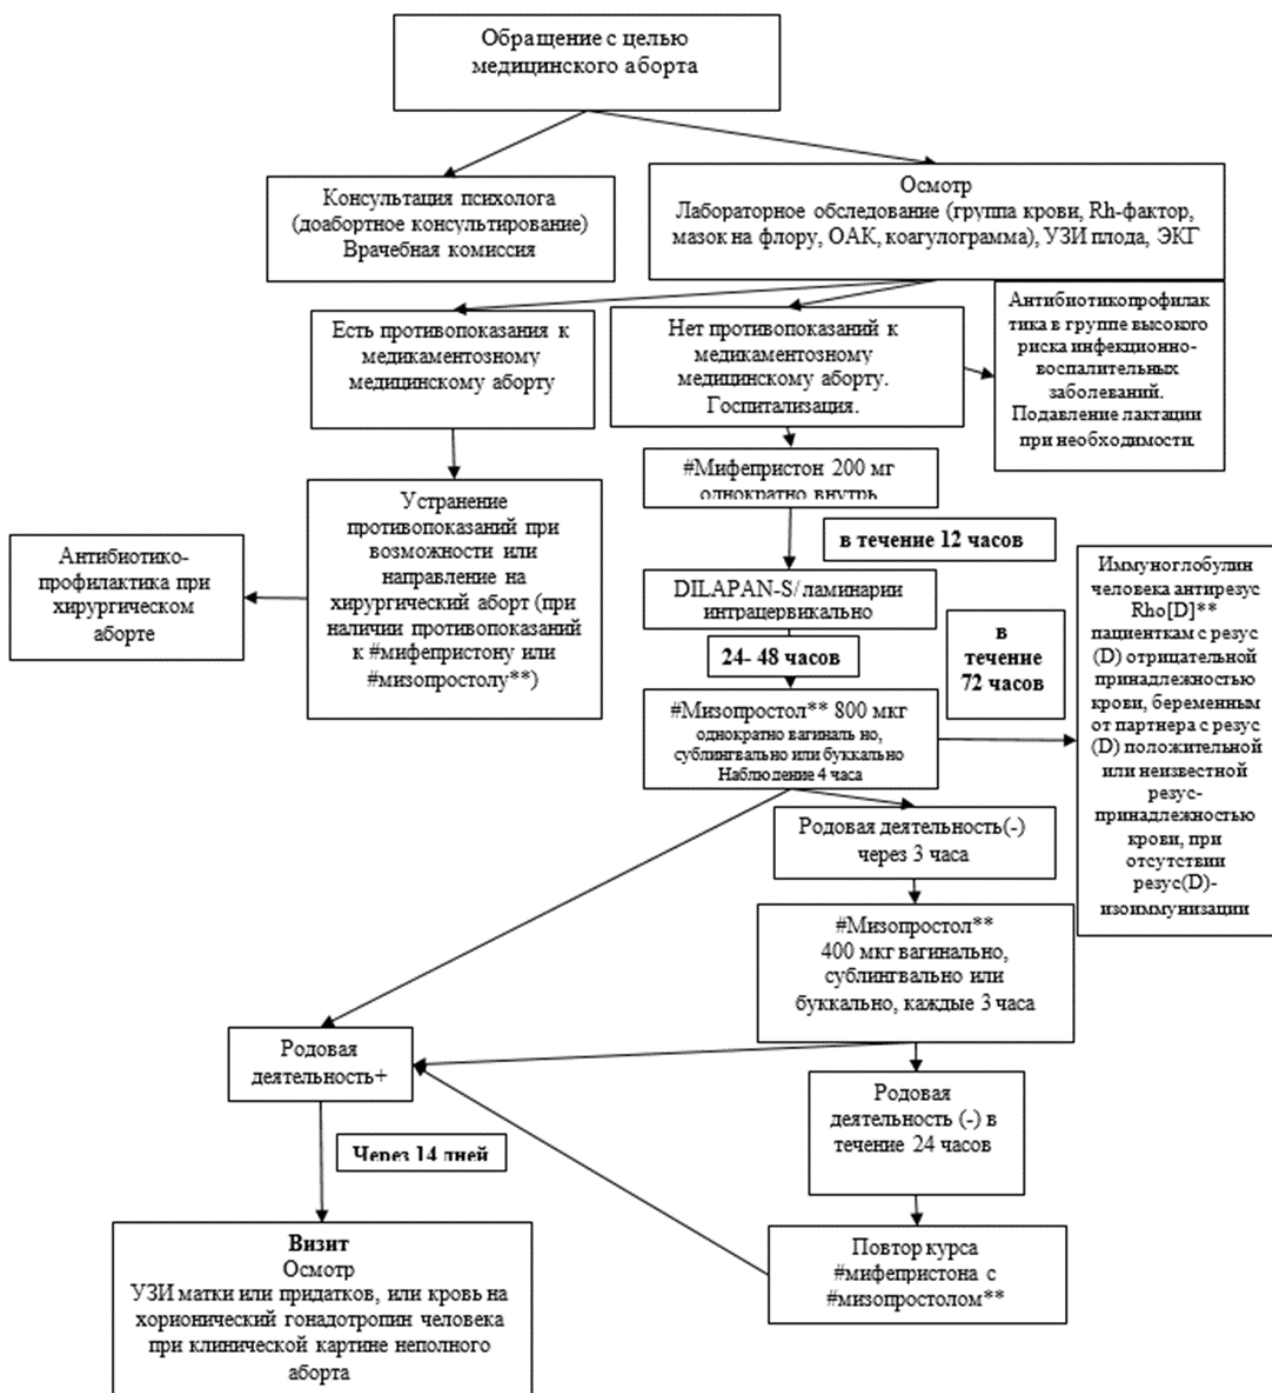 Обращение с целью
медицинского аборта
Консультация психолога
(доабортное консультирование)
Врачебная комиссия
Осмотр
Лабораторное обследование (группа крови, Rh-фактор,
мазок на флору, ОАК, коагулограмма), УЗИ плода, ЭКГ
Есть противопоказания к
медикаментозному
медицинскому аборту
Нет противопоказаний к
медикаментозному
медицинскому аборту.
Госпитализация.
Антибиотикопрофилак
тика в группе высокого
риска инфекционно-
воспалительных
заболеваний.
Подавление лактации
при необходимости.
#Мифепристон 200 мг
однократно внутрь
Устранение
противопоказаний при
возможности или
направление на
хирургический аборт (при
наличии противопоказаний
к #мифепристону или
#мизопростолу**)
Антибиотико-
профилактика при
хирургическом
аборте
в течение 12 часов
DILAPAN-S/ ламинарии
интрацервикально
24- 48 часов
в
течение
72 часов
Иммуноглобулин
человека антирезус
Rho[D]**
пациенткам с резус
(D) отрицательной
принадлежностью
крови, беременным
от партнера с резус
(D) положительной
или неизвестной
резус-
принадлежностью
крови, при
отсутствии
резус(D)-
изоиммунизации
#Мизопростол** 800 мкг
однократно вагиналь но,
сублингвально или буккально
Наблюдение 4 часа
Родовая деятельность(-)
через 3 часа
#Мизопростол**
400 мкг вагинально,
сублингвально или
буккально, каждые 3 часа
Родовая
деятельность+
Родовая
деятельность (-) в
течение 24 часов
Через 14 дней
Повтор курса
#мифепристона с
#мизопростолом**
Визит
Осмотр
УЗИ матки или придатков, или кровь на
хорионический гонадотропин человека
при клинической картине неполного
аборта